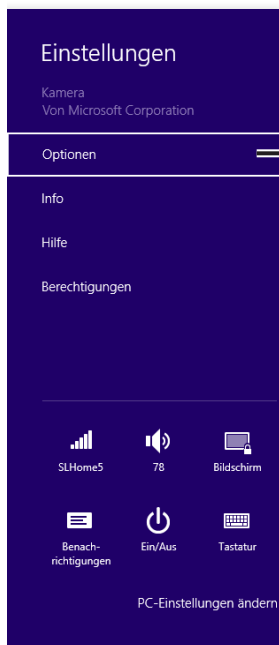 Einstellungen
Kamera
Von Microsoft Corporation
Optionen
Info
Hilfe
Berechtigungen
SLHome5
78
Bildschirm
Benach-
richtigungen
Ein/Aus
Tastatur
PC-Einstellungen ändern